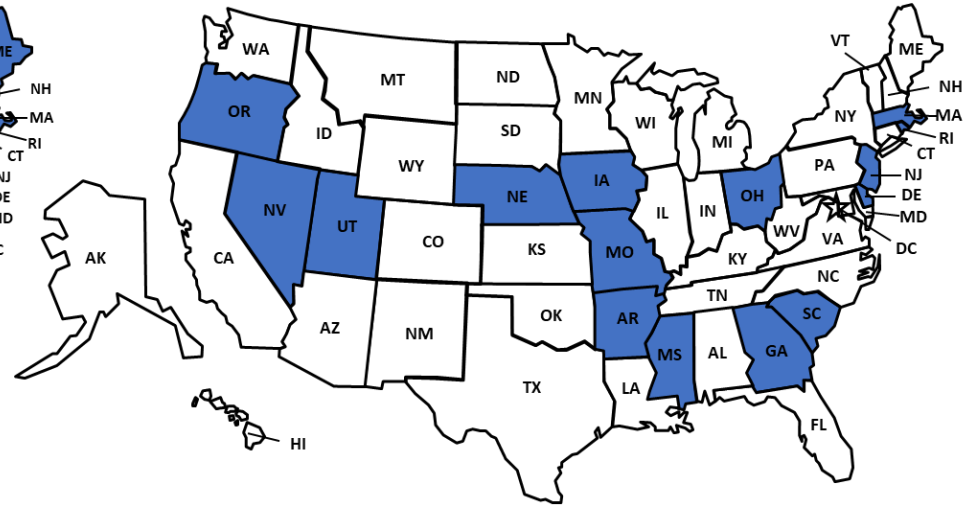 ME
NH
MA
RI
CT
NJ
DE
MD
C
VT
ME
WA
NH
MT
ND
MN
OR
ID
SD
WI
MI
NY
MA
RI
CT
WY
PA
NJ
IA
NE
OH
DE
NV
UT
IL
IN
WV
MD
VA
DC
CO
KS
MO
KY
AK
CA
NC
TN
OK
AR
SC
AZ
NM
MS
AL
GA
TX
LA
FL
HI